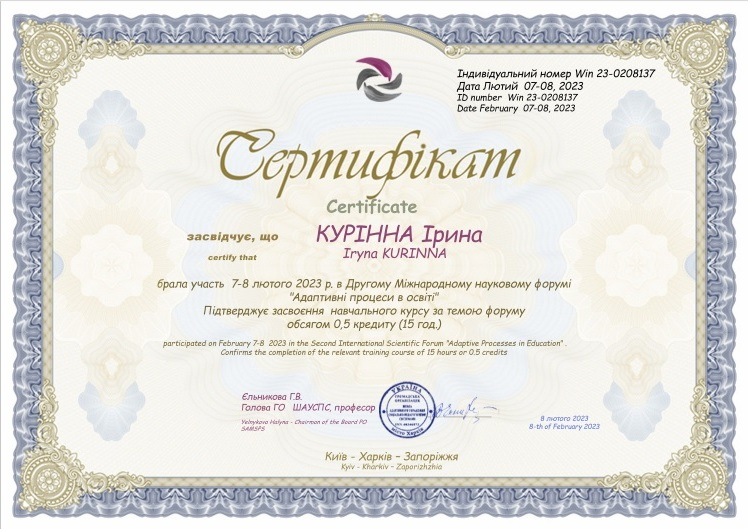 Індивідуальний номер Win 23-0208137
Дата Лютий 07-08, 2023
ID number Win 23-0208137
Date February 07-08, 2023
Сертифікат
Certificate
засвідчує, що
КУРІННА Ірина
certify that
Iryna KURINNA
брала участь 7-8 лютого 2023 р. в Другому Міжнародному науковому форумі
"Адаптивні процеси в освіті"
Підтверджує засвоєння навчального курсу за темою форуму
обсягом 0,5 кредиту (15 год.)
participated on February 7-8 2023 in the Second International Scientific Forum "Adaptive Processes in Education" .
Confirms the completion of the relevant training course of 15 hours or 0.5 credits
Єльникова Г.В.
Голова ГО ШАУСПС, професор
Yelnykova Halyna - Chairman of the Board PO
SAMSPS
УКРАЇНА
місто Харків
8 лютого 2023
8-th of February 2023
Київ - Харків – Запоріжжя
Kyiv - Kharkiv – Zaporizhzhia